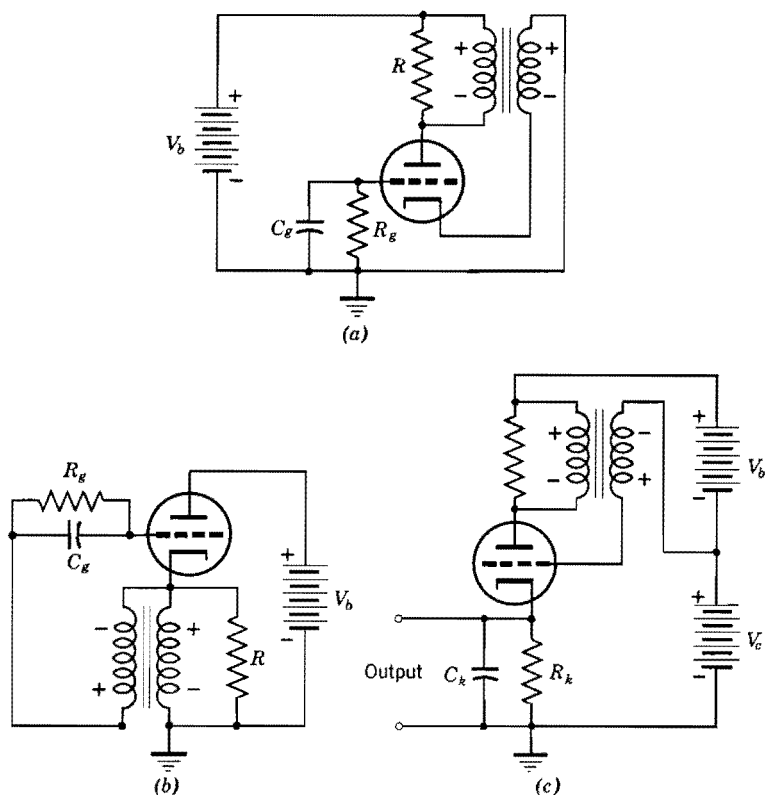 +
+
+
R
−
−
+
V_b
−
C_g
R_g
(a)
R_g
C_g
+
V_b
−
−
+
R
+
−
(b)
+
+
−
−
+
V_b
−
+
V_c
−
Output
C_k
R_k
(c)